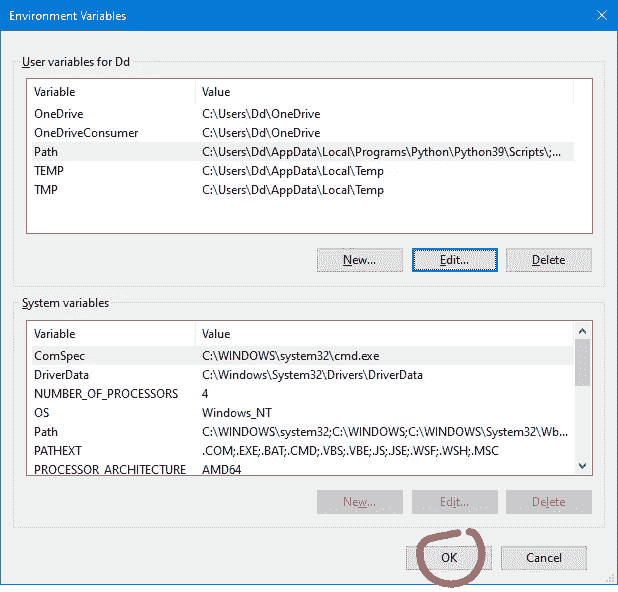 Environment Variables
User variables for Dd
Variable Value
OneDrive C:\Users\Dd\OneDrive
OneDriveConsumer C:\Users\Dd\OneDrive
Path C:\Users\Dd\AppData\Local\Programs\Python\Python39\Scripts\;...
TEMP C:\Users\Dd\AppData\Local\Temp
TMP C:\Users\Dd\AppData\Local\Temp
New... Edit... Delete
System variables
Variable Value
ComSpec C:\WINDOWS\system32\cmd.exe
DriverData C:\Windows\System32\Drivers\DriverData
NUMBER_OF_PROCESSORS 4
OS Windows_NT
Path C:\WINDOWS\system32;C:\WINDOWS;C:\WINDOWS\System32\Wb...
PATHEXT .COM;.EXE;.BAT;.CMD;.VBS;.VBE;.JS;.JSE;.WSF;.WSH;.MSC
PROCESSOR_ARCHITECTURE AMD64
New... Edit... Delete
OK Cancel